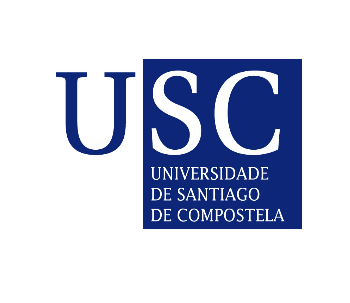 USC
UNIVERSIDADE
DE SANTIAGO
DE COMPOSTELA